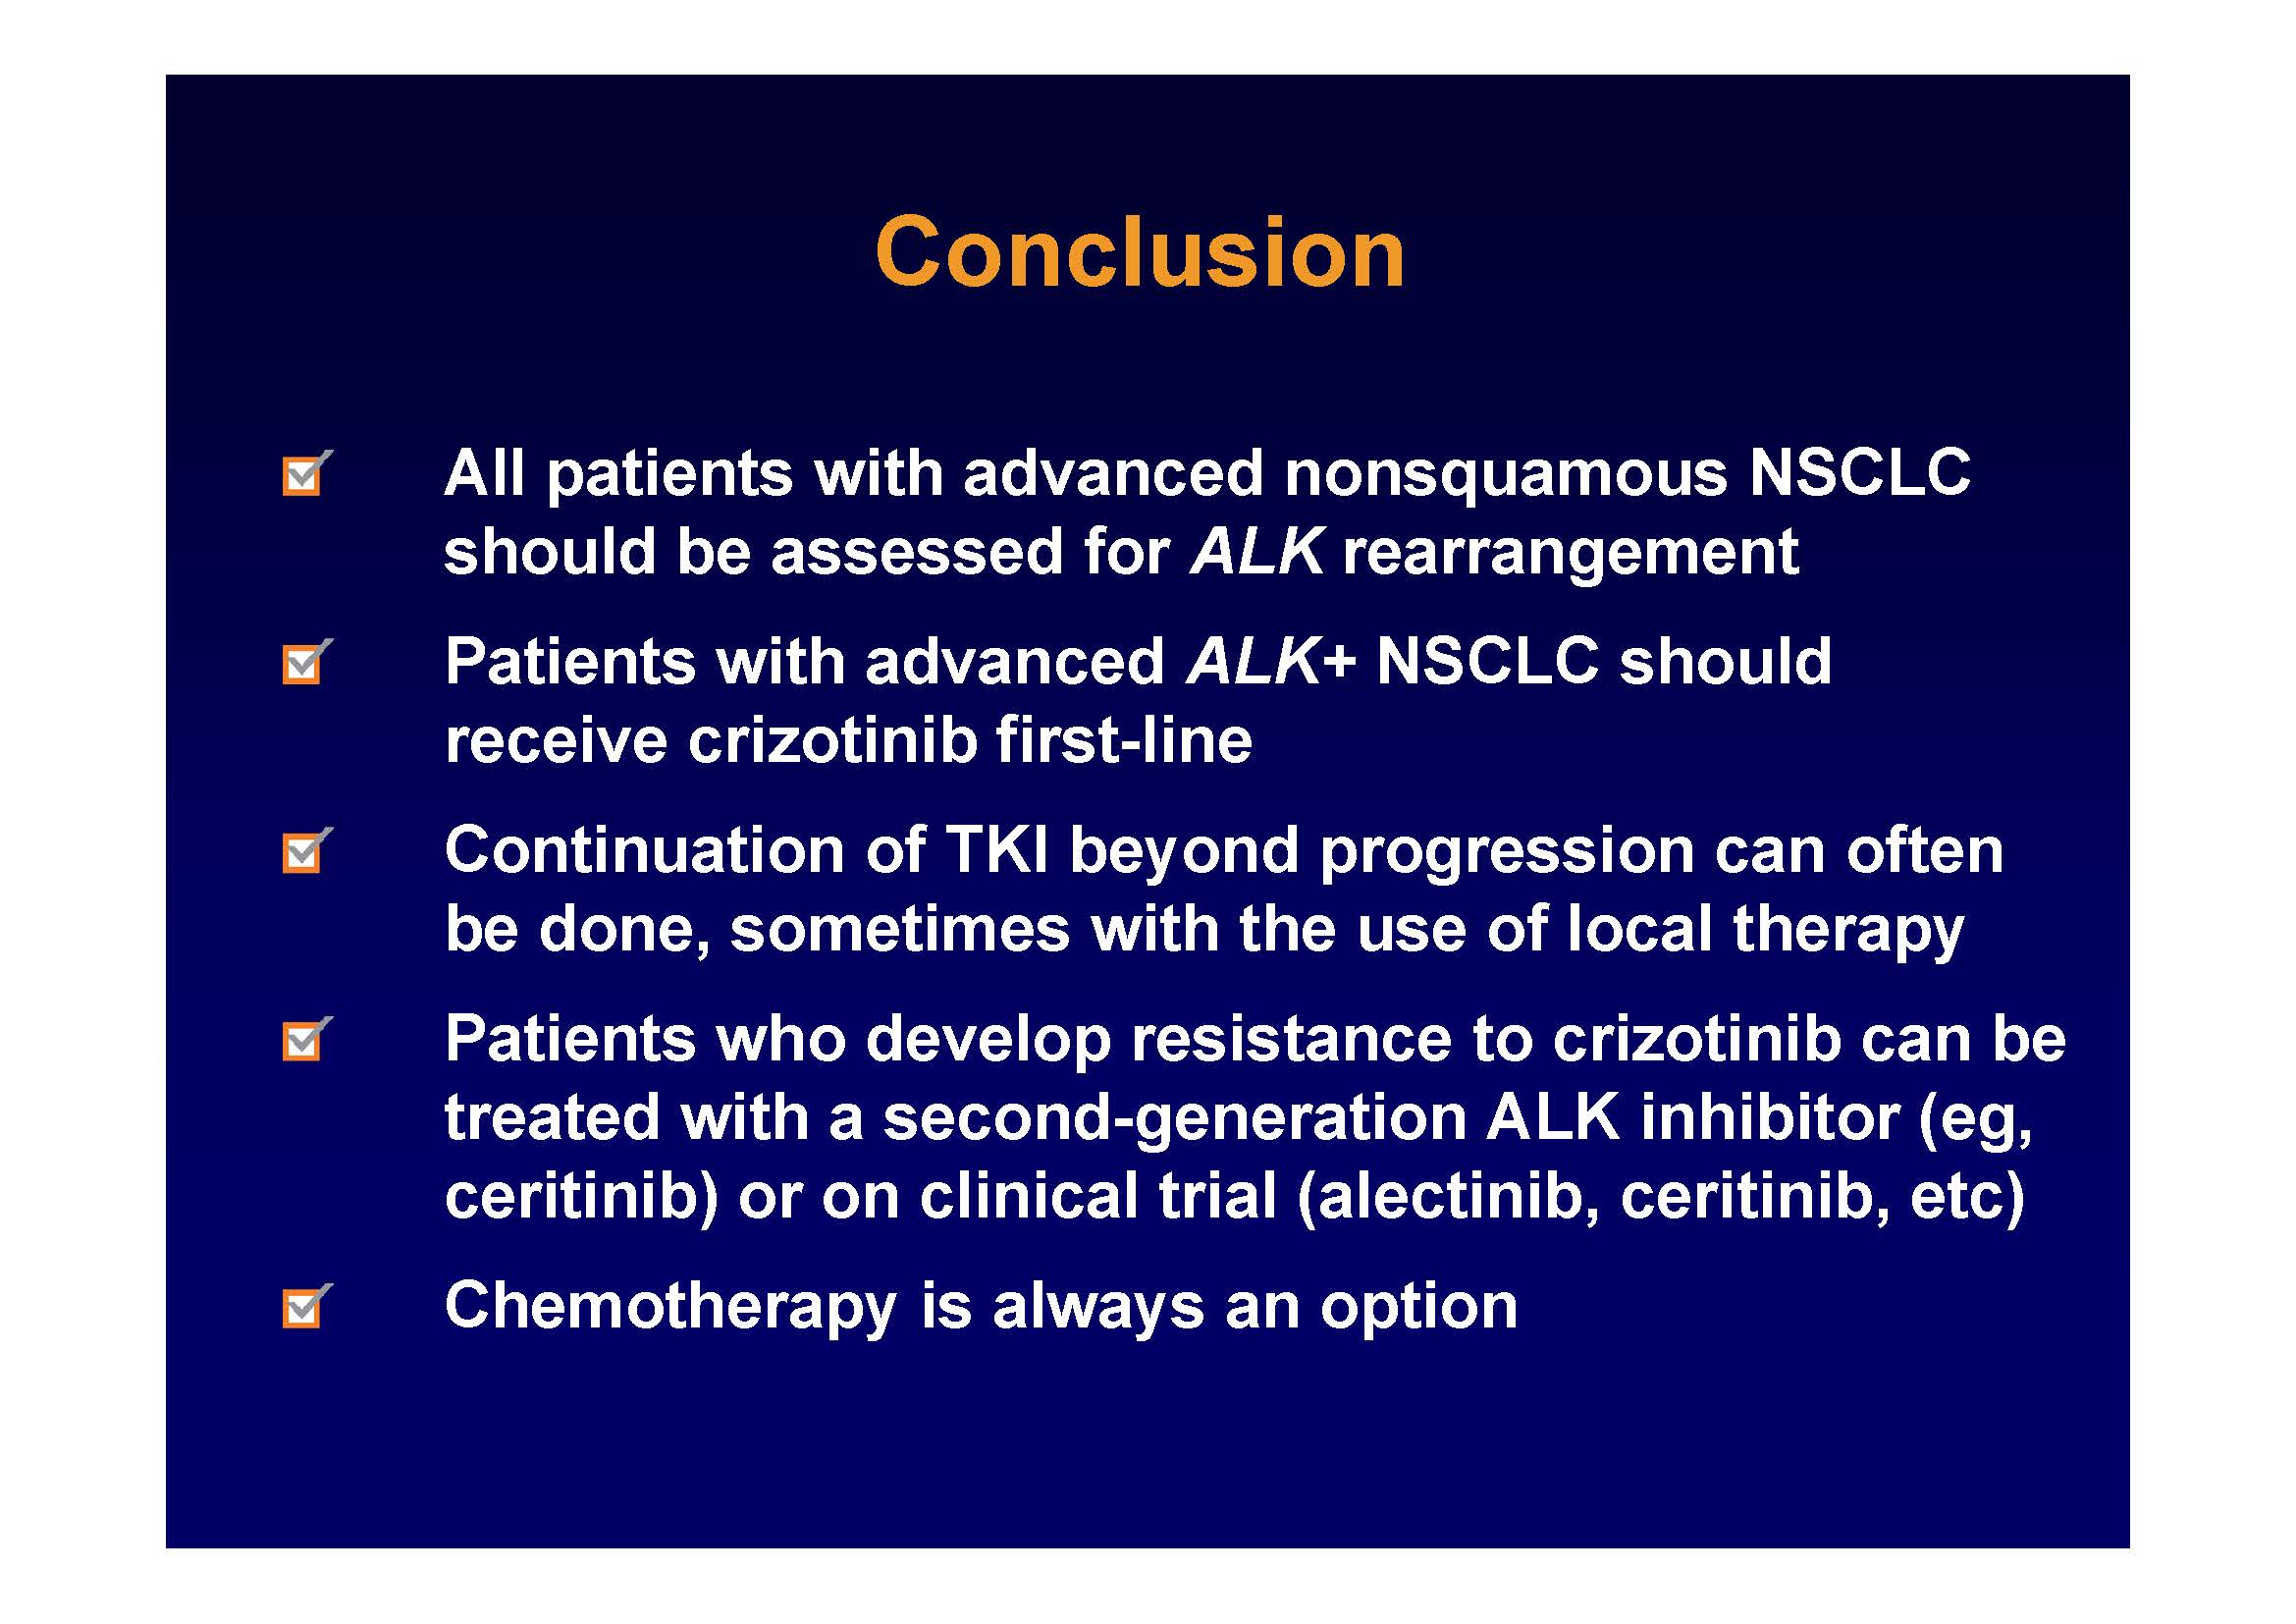 Conclusion
All patients with advanced nonsquamous NSCLC
should be assessed for ALK rearrangement
Patients with advanced ALK+ NSCLC should
receive crizotinib first-line
Continuation of TKI beyond progression can often
be done, sometimes with the use of local therapy
Patients who develop resistance to crizotinib can be
treated with a second-generation ALK inhibitor (eg,
ceritinib) or on clinical trial (alectinib, ceritinib, etc)
Chemotherapy is always an option